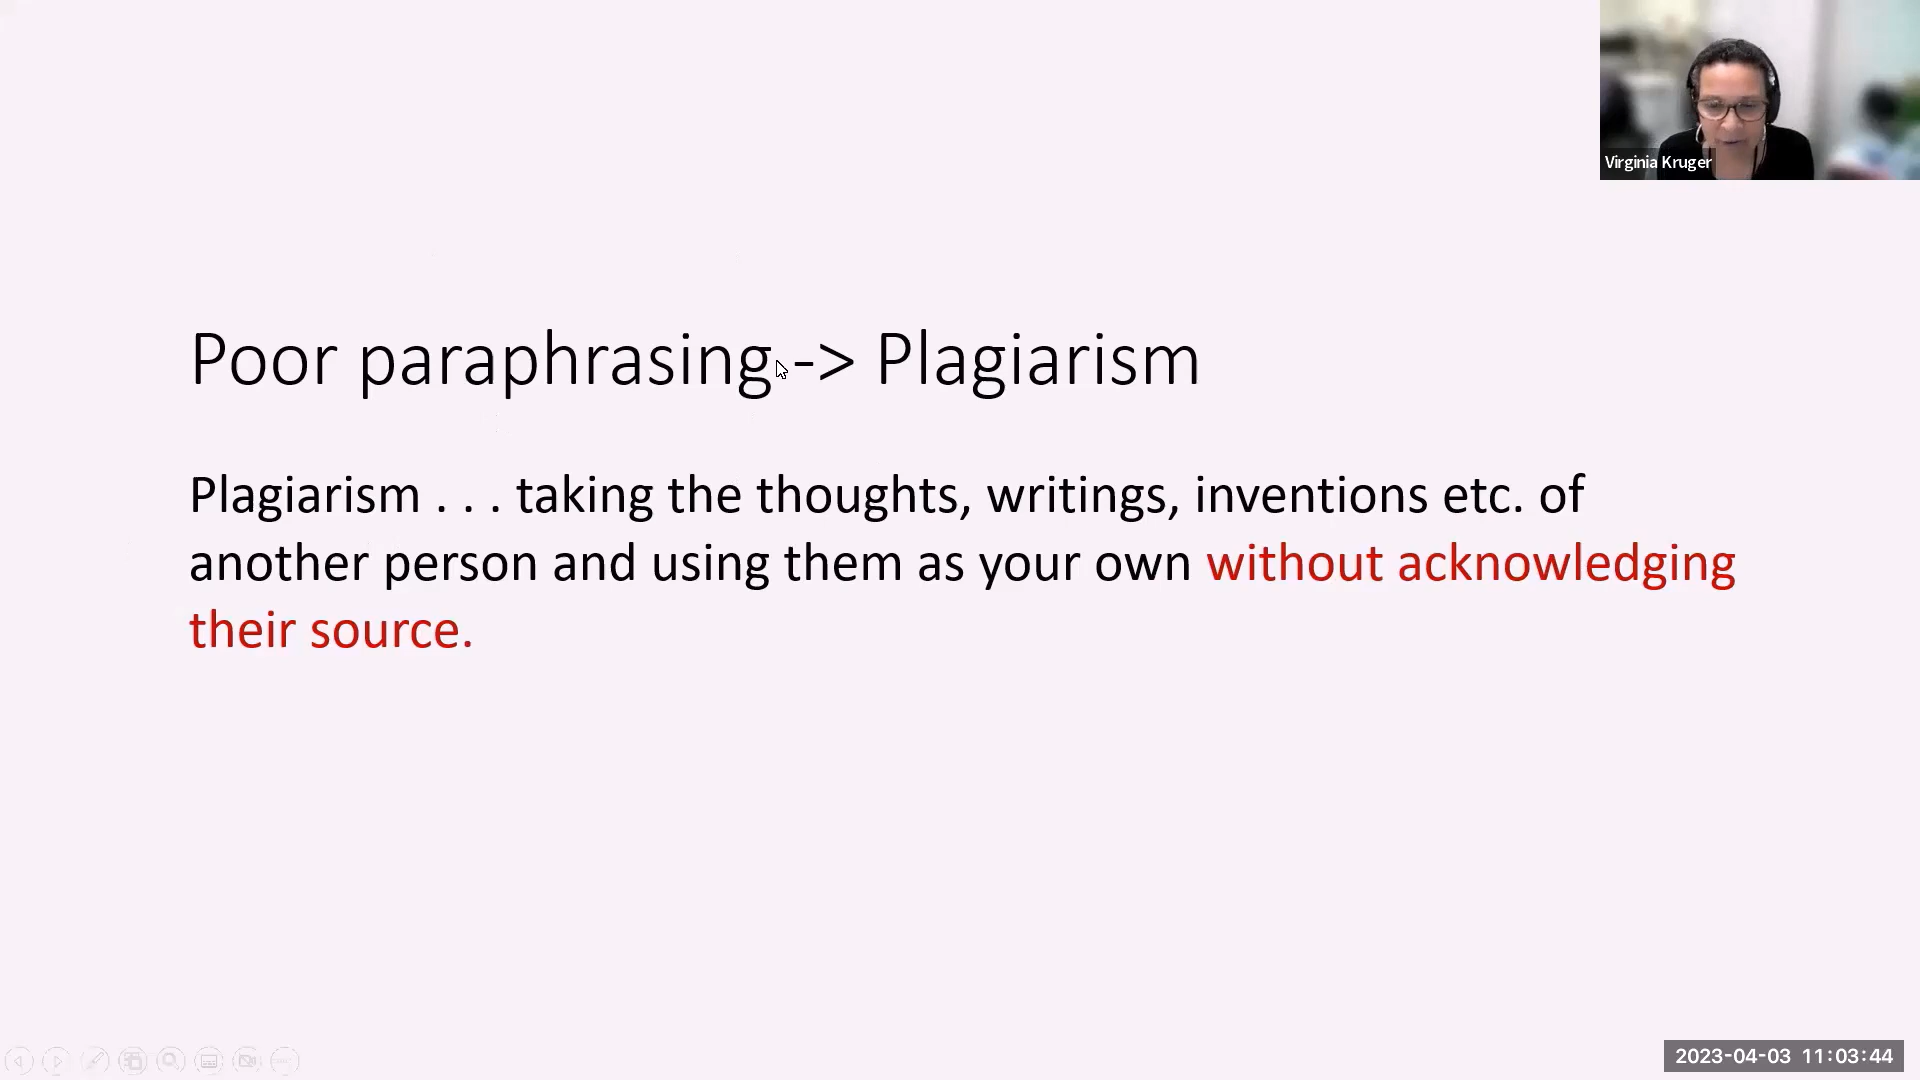 Virginia Kruger
Poor paraphrasing -> Plagiarism
Plagiarism . . . taking the thoughts, writings, inventions etc. of
another person and using them as your own without acknowledging
their source.
2023-04-03 11:03:44